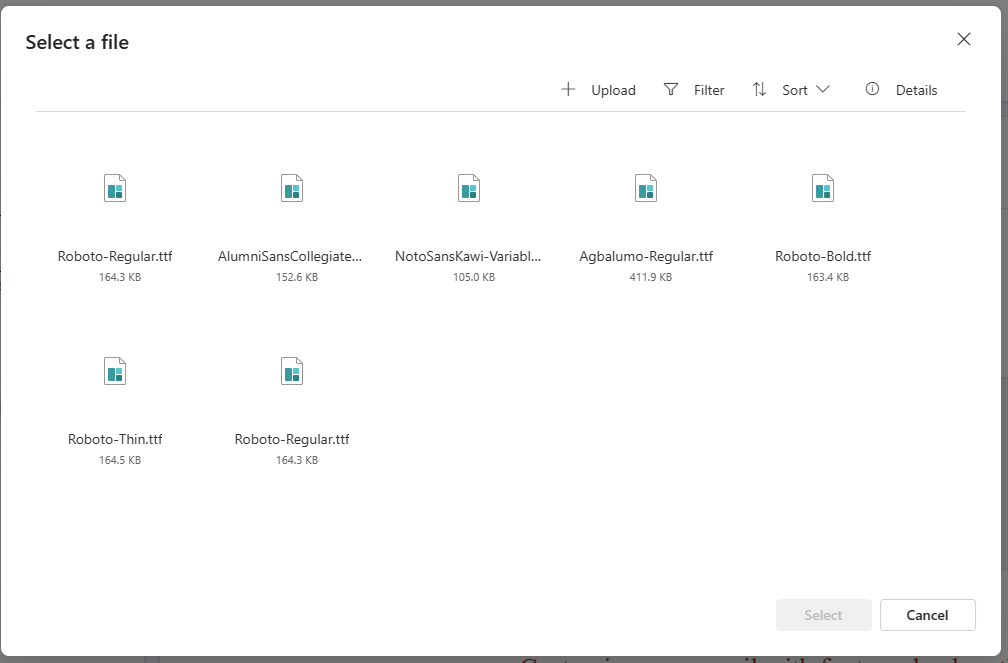 Select a file
Upload Filter Sort Details
Roboto-Regular.ttf AlumniSansCollegiate... NotoSansKawi-Variabl... Agbalumo-Regular.ttf Roboto-Bold.ttf
164.3 KB 152.6 KB 105.0 KB 411.9 KB 163.4 KB
Roboto-Thin.ttf Roboto-Regular.ttf
164.5 KB 164.3 KB
Select Cancel